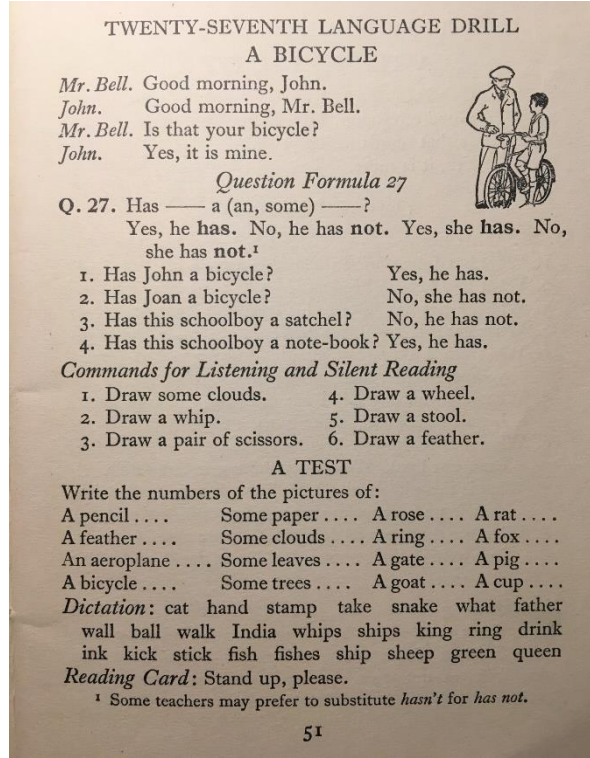 TWENTY-SEVENTH LANGUAGE DRILL
A BICYCLE
Mr. Bell. Good morning, John.
John. Good morning, Mr. Bell.
Mr. Bell. Is that your bicycle?
John. Yes, it is mine.
Question Formula 27
Q. 27. Has —— a (an, some) ——?
Yes, he has. No, he has not. Yes, she has. No,
she has not.¹
1. Has John a bicycle? Yes, he has.
2. Has Joan a bicycle? No, she has not.
3. Has this schoolboy a satchel? No, he has not.
4. Has this schoolboy a note-book? Yes, he has.
Commands for Listening and Silent Reading
1. Draw some clouds. 4. Draw a wheel.
2. Draw a whip. 5. Draw a stool.
3. Draw a pair of scissors. 6. Draw a feather.
A TEST
Write the numbers of the pictures of:
A pencil .... Some paper .... A rose .... A rat ....
A feather .... Some clouds .... A ring .... A fox ....
An aeroplane .... Some leaves .... A gate .... A pig ....
A bicycle .... Some trees .... A goat .... A cup ....
Dictation: cat hand stamp take snake what father
wall ball walk India whips ships king ring drink
ink kick stick fish fishes ship sheep green queen
Reading Card: Stand up, please.
¹ Some teachers may prefer to substitute hasn't for has not.
51